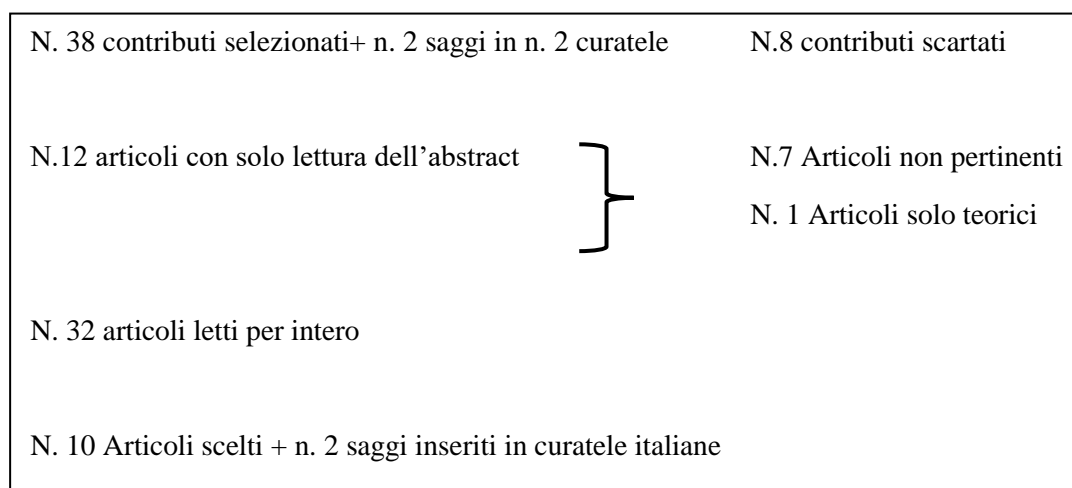 N. 38 contributi selezionati+ n. 2 saggi in n. 2 curatele
N.8 contributi scartati
N.12 articoli con solo lettura dell'abstract
N.7 Articoli non pertinenti
N. 1 Articoli solo teorici
N. 32 articoli letti per intero
N. 10 Articoli scelti + n. 2 saggi inseriti in curatele italiane